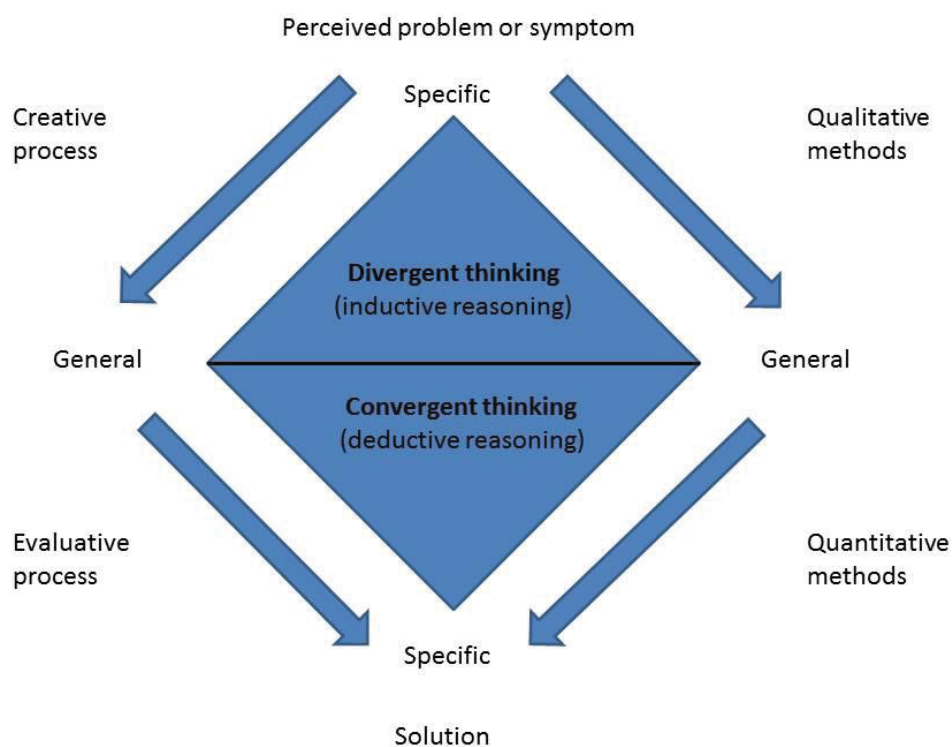 Perceived problem or symptom
Specific
Creative
process
Qualitative
methods
Divergent thinking
(inductive reasoning)
General
General
Convergent thinking
(deductive reasoning)
Evaluative
process
Quantitative
methods
Specific
Solution